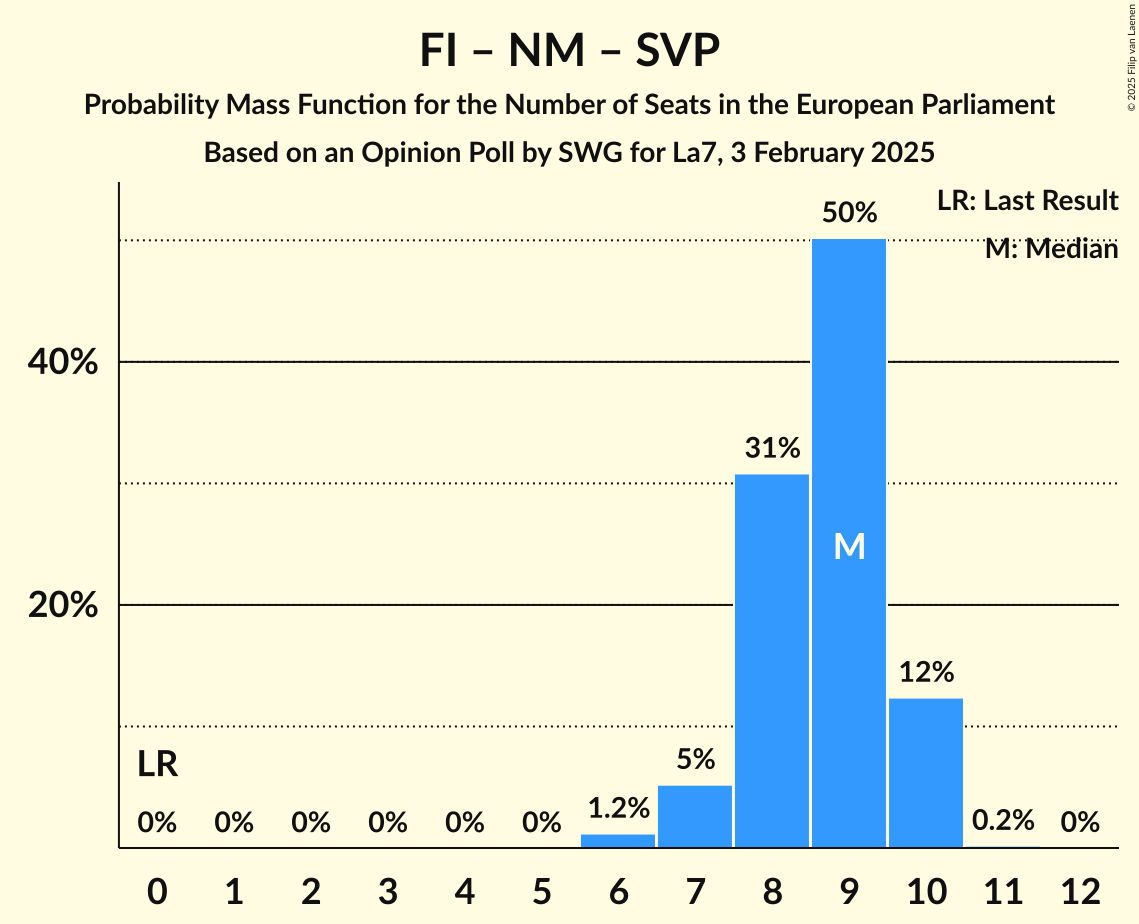 FI – NM – SVP
Probability Mass Function for the Number of Seats in the European Parliament
Based on an Opinion Poll by SWG for La7, 3 February 2025
© 2025 Filip van Laenen
LR: Last Result
M: Median
50%
40%
31%
M
20%
12%
LR
5%
0% 0% 0% 0% 0% 0% 1.2% 0.2% 0%
0 1 2 3 4 5 6 7 8 9 10 11 12